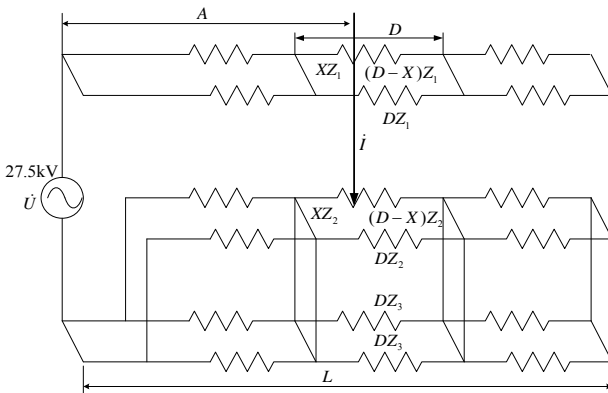 A
D
XZ₁
(D−X)Z₁
DZ₁
İ
27.5kV
U̇
XZ₂
(D−X)Z₂
DZ₂
DZ₃
DZ₃
L